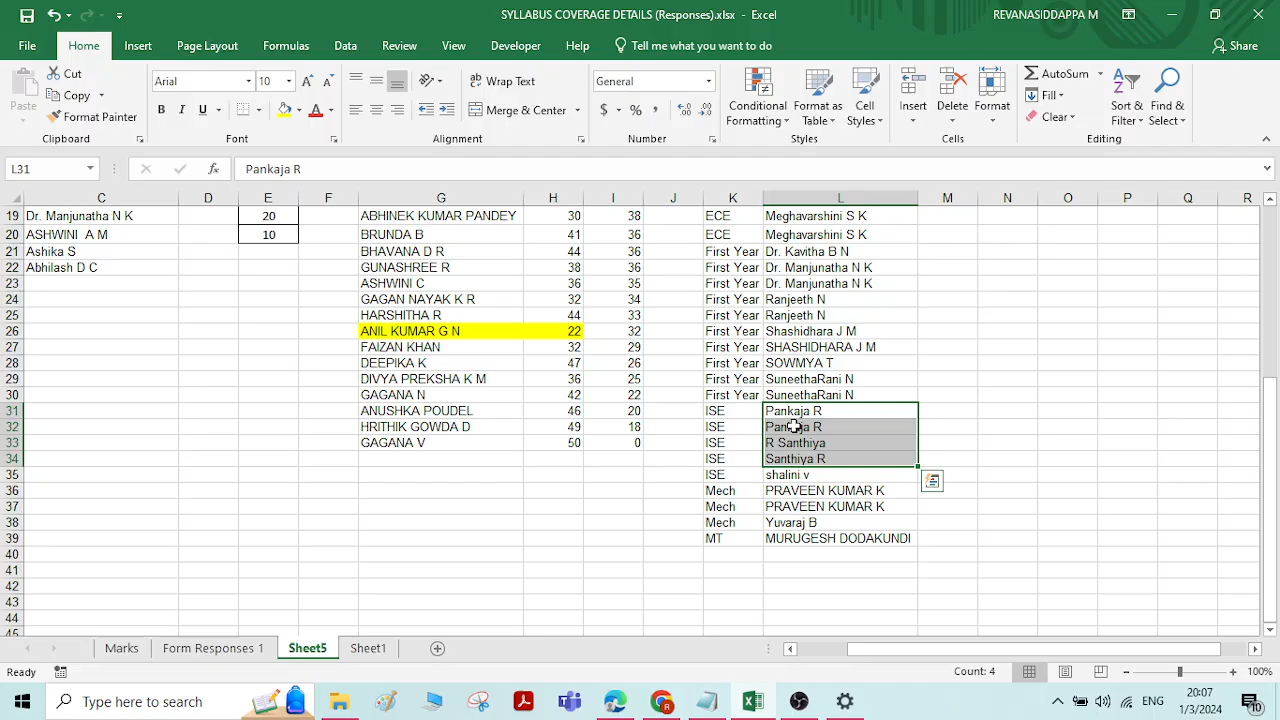 SYLLABUS COVERAGE DETAILS (Responses).xlsx - Excel
REVANASIDDAPPA M
File Home Insert Page Layout Formulas Data Review View Developer Help Tell me what you want to do Share
Paste Cut Copy Format Painter Clipboard
Arial 10 A A B I U A Font
ab Wrap Text Merge & Center Alignment
General $ % , Number
Conditional Formatting Format as Table Cell Styles Styles
Insert Delete Format Cells
AutoSum Fill Clear Sort & Filter Find & Select Editing
L31 fx Pankaja R
C D E F G H I J K L M N O P Q R
19 Dr. Manjunatha N K 20 ABHINEK KUMAR PANDEY 30 38 ECE Meghavarshini S K
20 ASHWINI A M 10 BRUNDA B 41 36 ECE Meghavarshini S K
21 Ashika S BHAVANA D R 44 36 First Year Dr. Kavitha B N
22 Abhilash D C GUNASHREE R 38 36 First Year Dr. Manjunatha N K
23 ASHWINI C 36 35 First Year Dr. Manjunatha N K
24 GAGAN NAYAK K R 32 34 First Year Ranjeeth N
25 HARSHITHA R 44 33 First Year Ranjeeth N
26 ANIL KUMAR G N 22 32 First Year Shashidhara J M
27 FAIZAN KHAN 32 29 First Year SHASHIDHARA J M
28 DEEPIKA K 47 26 First Year SOWMYA T
29 DIVYA PREKSHA K M 36 25 First Year SuneethaRani N
30 GAGANA N 42 22 First Year SuneethaRani N
31 ANUSHKA POUDEL 46 20 ISE Pankaja R
32 HRITHIK GOWDA D 49 18 ISE Pankaja R
33 GAGANA V 50 0 ISE R Santhiya
34 ISE Santhiya R
35 ISE shalini v
36 Mech PRAVEEN KUMAR K
37 Mech PRAVEEN KUMAR K
38 Mech Yuvaraj B
39 MT MURUGESH DODAKUNDI
40
41
42
43
44
45
Marks Form Responses 1 Sheet5 Sheet1
Ready Count: 4 100%
Type here to search ENG 20:07
1/3/2024 10